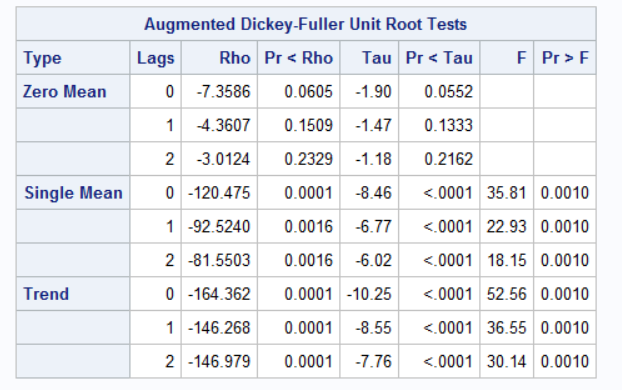 Augmented Dickey-Fuller Unit Root Tests
Type Lags Rho Pr < Rho Tau Pr < Tau F Pr > F
Zero Mean 0 -7.3586 0.0605 -1.90 0.0552
1 -4.3607 0.1509 -1.47 0.1333
2 -3.0124 0.2329 -1.18 0.2162
Single Mean 0 -120.475 0.0001 -8.46 <.0001 35.81 0.0010
1 -92.5240 0.0016 -6.77 <.0001 22.93 0.0010
2 -81.5503 0.0016 -6.02 <.0001 18.15 0.0010
Trend 0 -164.362 0.0001 -10.25 <.0001 52.56 0.0010
1 -146.268 0.0001 -8.55 <.0001 36.55 0.0010
2 -146.979 0.0001 -7.76 <.0001 30.14 0.0010